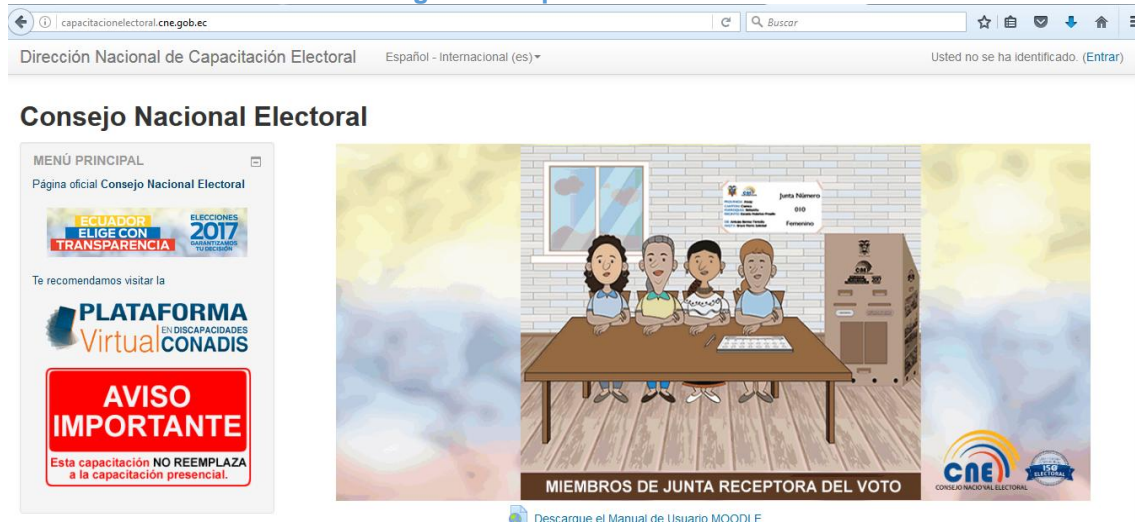 capacitacionelectoral.cne.gob.ec
Buscar
Dirección Nacional de Capacitación Electoral
Español - Internacional (es)
Usted no se ha identificado. (Entrar)
Consejo Nacional Electoral
MENÚ PRINCIPAL
Página oficial Consejo Nacional Electoral
ECUADOR
ELIGE CON
TRANSPARENCIA
ELECCIONES
2017
GARANTIZAMOS
TU DECISIÓN
Te recomendamos visitar la
PLATAFORMA
Virtual EN DISCAPACIDADES
CONADIS
AVISO
IMPORTANTE
Esta capacitación NO REEMPLAZA
a la capacitación presencial.
Junta Número
010
Femenino
cne
MIEMBROS DE JUNTA RECEPTORA DEL VOTO
cne
CONSEJO NACIONAL ELECTORAL
ISO
ELECTORAL
Descargue el Manual de Usuario MOODLE